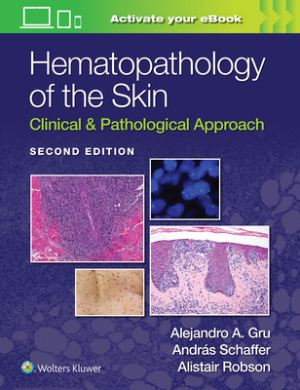 Activate your eBook
Hematopathology
of the Skin
Clinical & Pathological Approach
SECOND EDITION
Alejandro A. Gru
András Schaffer
Alistair Robson
Wolters Kluwer